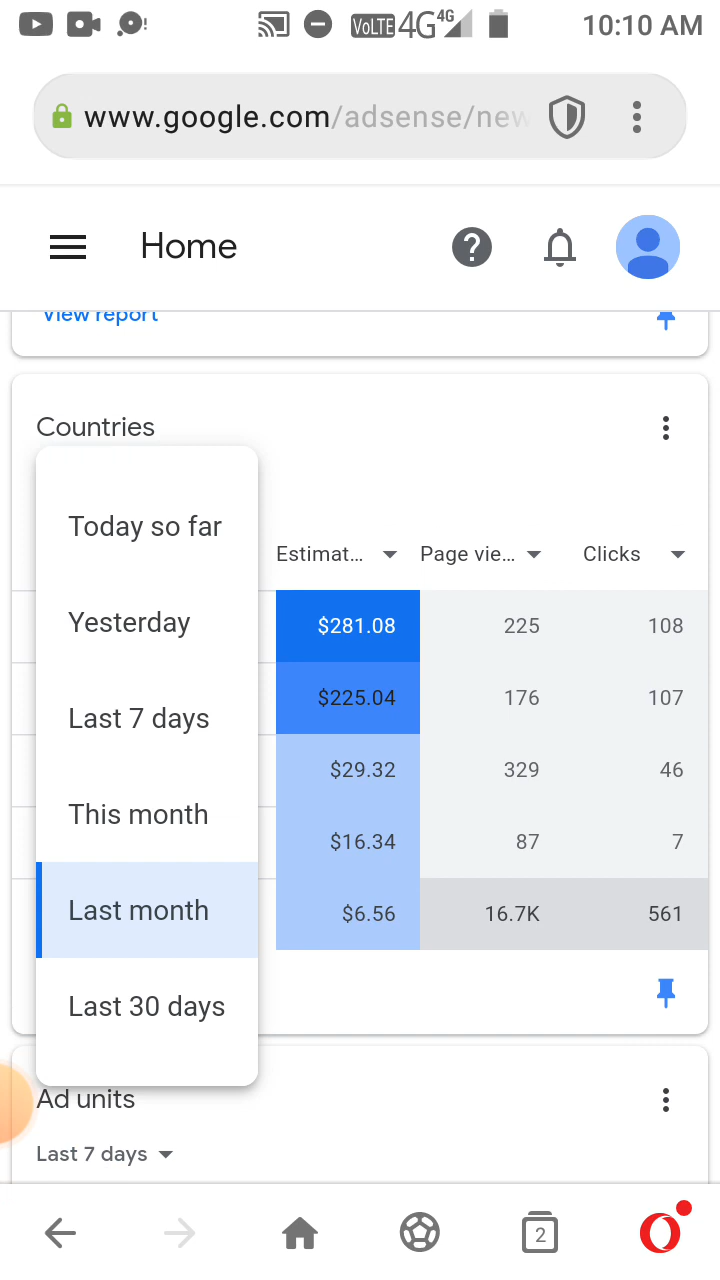 VoLTE 4G 4G 10:10 AM
www.google.com/adsense/new
Home
View report
Countries
Today so far
Estimat... Page vie... Clicks
Yesterday $281.08 225 108
Last 7 days $225.04 176 107
$29.32 329 46
This month
$16.34 87 7
Last month $6.56 16.7K 561
Last 30 days
Ad units
Last 7 days
2